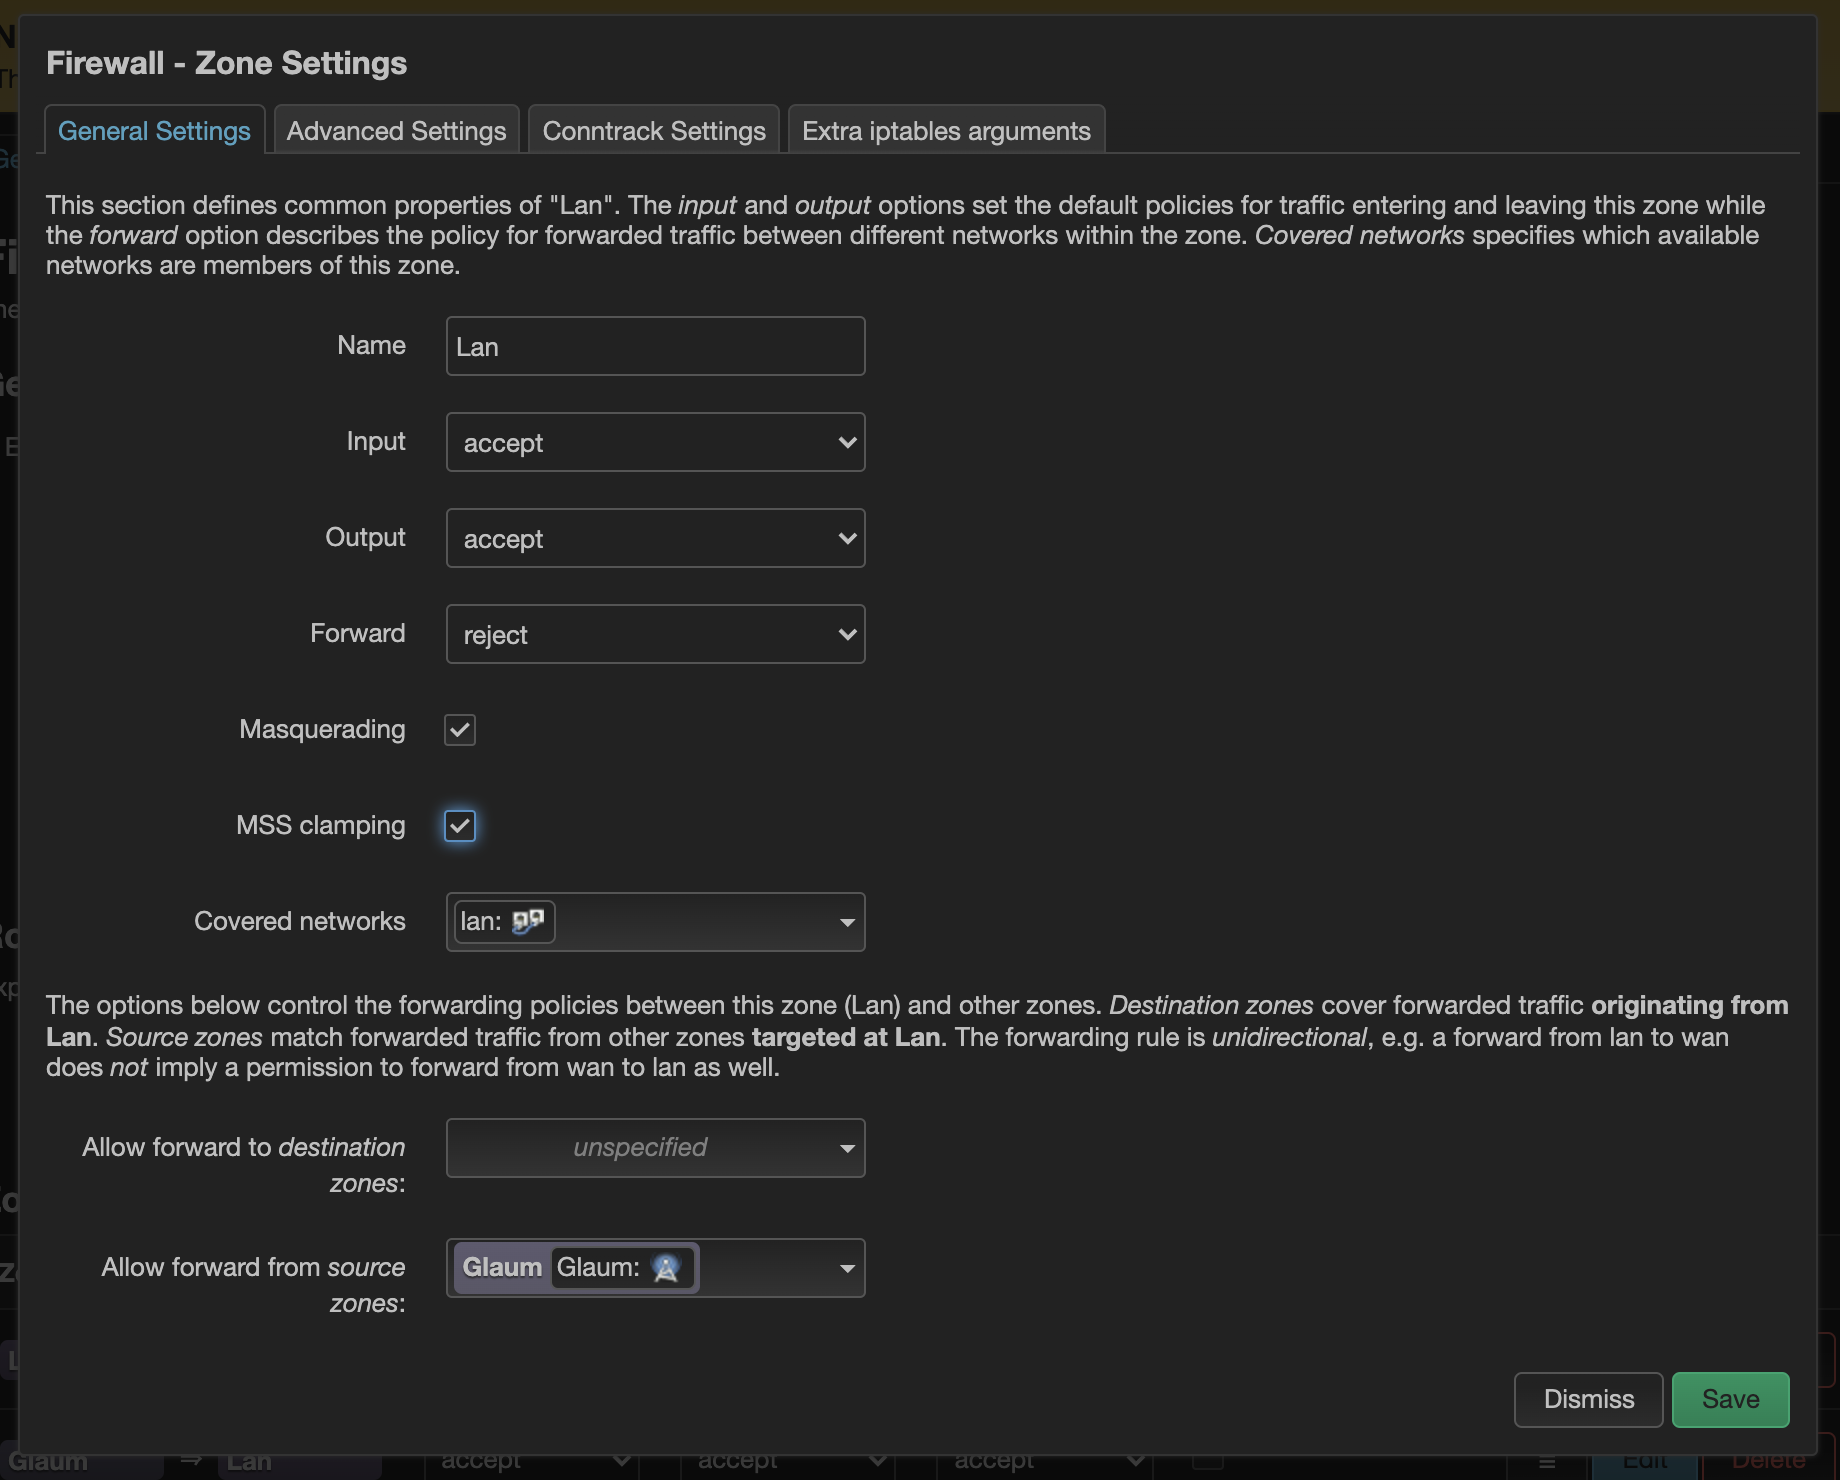 Firewall - Zone Settings
General Settings
Advanced Settings
Conntrack Settings
Extra iptables arguments
This section defines common properties of "Lan". The input and output options set the default policies for traffic entering and leaving this zone while
the forward option describes the policy for forwarded traffic between different networks within the zone. Covered networks specifies which available
networks are members of this zone.
Name
Lan
Input
accept
Output
accept
Forward
reject
Masquerading
MSS clamping
Covered networks
lan:
The options below control the forwarding policies between this zone (Lan) and other zones. Destination zones cover forwarded traffic originating from
Lan. Source zones match forwarded traffic from other zones targeted at Lan. The forwarding rule is unidirectional, e.g. a forward from lan to wan
does not imply a permission to forward from wan to lan as well.
Allow forward to destination
zones:
unspecified
Allow forward from source
zones:
Glaum Glaum:
Dismiss
Save
Glaum ⇒ Lan accept accept accept Edit Delete